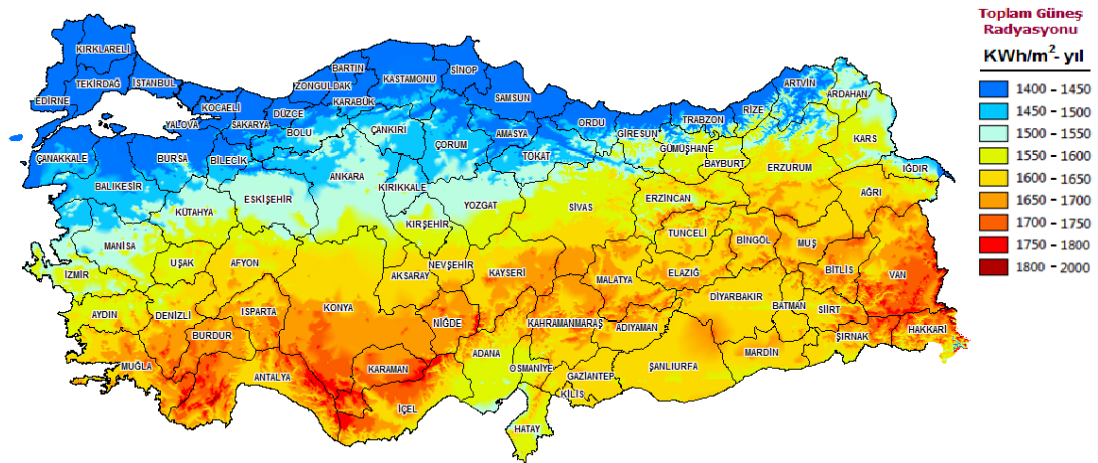 Toplam Güneş
Radyasyonu
KWh/m²- yıl
1400 - 1450
1450 - 1500
1500 - 1550
1550 - 1600
1600 - 1650
1650 - 1700
1700 - 1750
1750 - 1800
1800 - 2000
KIRKLARELİ
TEKİRDAĞ
İSTANBUL
EDİRNE
KOCAELİ
YALOVA
SAKARYA
DÜZCE
BOLU
ZONGULDAK
BARTIN
KARABÜK
KASTAMONU
SİNOP
SAMSUN
ÇANKIRI
ÇORUM
AMASYA
TOKAT
ORDU
GİRESUN
TRABZON
RİZE
ARTVİN
ARDAHAN
GÜMÜŞHANE
BAYBURT
ERZURUM
KARS
IĞDIR
AĞRI
ÇANAKKALE
BURSA
BİLECİK
BALIKESİR
KÜTAHYA
ESKİŞEHİR
ANKARA
KIRIKKALE
YOZGAT
KIRŞEHİR
SİVAS
ERZİNCAN
TUNCELİ
BİNGÖL
MUŞ
BİTLİS
VAN
MANİSA
İZMİR
UŞAK
AFYON
AKSARAY
NEVŞEHİR
KAYSERİ
MALATYA
ELAZIĞ
DİYARBAKIR
BATMAN
SİİRT
ŞIRNAK
HAKKARİ
AYDIN
DENİZLİ
ISPARTA
BURDUR
KONYA
NİĞDE
KAHRAMANMARAŞ
ADIYAMAN
MARDİN
ŞANLIURFA
MUĞLA
ANTALYA
KARAMAN
İÇEL
ADANA
OSMANİYE
GAZİANTEP
KİLİS
HATAY